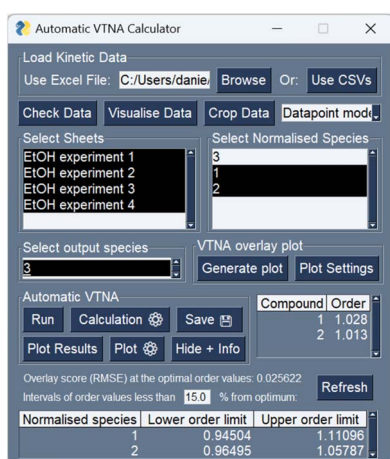 Automatic VTNA Calculator
Load Kinetic Data
Use Excel File: C:/Users/danie/ Browse Or: Use CSVs
Check Data Visualise Data Crop Data Datapoint mode
Select Sheets
EtOH experiment 1
EtOH experiment 2
EtOH experiment 3
EtOH experiment 4
Select Normalised Species
3
1
2
Select output species
3
VTNA overlay plot
Generate plot Plot Settings
Automatic VTNA
Run Calculation Save
Plot Results Plot Hide + Info
Compound Order
1 1.028
2 1.013
Overlay score (RMSE) at the optimal order values: 0.025622
Intervals of order values less than 15.0 % from optimum:
Refresh
Normalised species Lower order limit Upper order limit
1 0.94504 1.11096
2 0.96495 1.05787